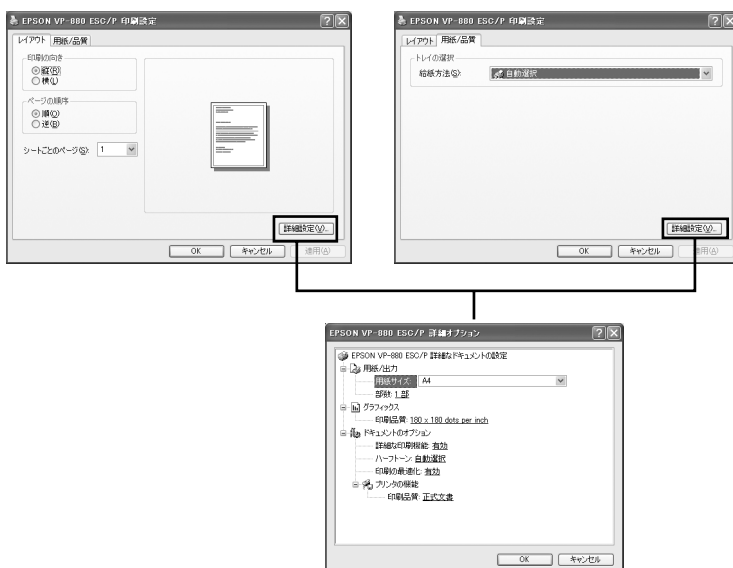 EPSON VP-880 ESC/P 印刷設定
レイアウト 用紙/品質
印刷の向き
縦(R)
横(L)
ページの順序
順(O)
逆(B)
シートごとのページ(S): 1
詳細設定(V)...
OK キャンセル 適用(A)
EPSON VP-880 ESC/P 印刷設定
レイアウト 用紙/品質
トレイの選択
給紙方法(S): 自動選択
詳細設定(V)...
OK キャンセル 適用(A)
EPSON VP-880 ESC/P 詳細オプション
EPSON VP-880 ESC/P 詳細なドキュメントの設定
用紙/出力
用紙サイズ: A4
部数: 1 部
グラフィックス
印刷品質: 180 x 180 dots per inch
ドキュメントのオプション
詳細な印刷機能: 有効
ハーフトーン: 自動選択
印刷の最適化: 有効
プリンタの機能
印刷品質: 正式文書
OK キャンセル